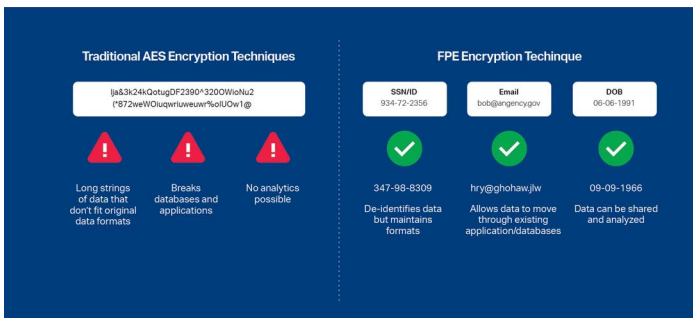 Traditional AES Encryption Techniques
Ija&3k24kQotugDF2390^320OWioNu2
(*872weWOiuqwriuweuwr%olUOw1@
Long strings
of data that
don't fit original
data formats
Breaks
databases and
applications
No analytics
possible
FPE Encryption Techinque
SSN/ID
934-72-2356
Email
bob@angency.gov
DOB
06-06-1991
347-98-8309
De-identifies data
but maintains
formats
hry@ghohaw.jlw
Allows data to move
through existing
application/databases
09-09-1966
Data can be shared
and analyzed